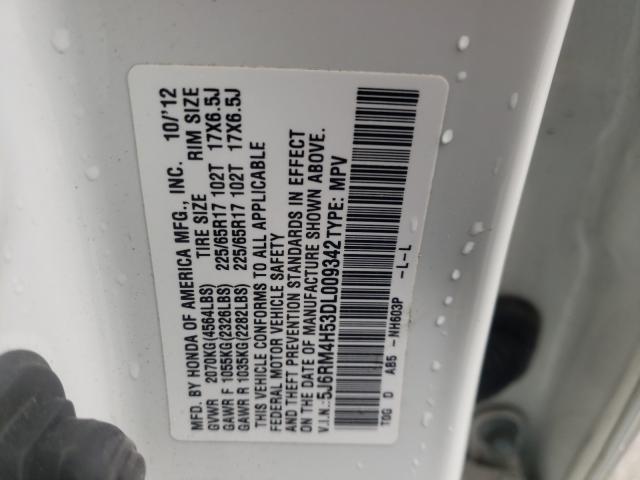 MFD. BY HONDA OF AMERICA MFG., INC. 10/'12
TIRE SIZE RIM SIZE
GVWR 2070KG(4564LBS)
GAWR F 1055KG(2326LBS) 225/65R17 102T 17X6.5J
GAWR R 1035KG(2282LBS) 225/65R17 102T 17X6.5J
THIS VEHICLE CONFORMS TO ALL APPLICABLE
FEDERAL MOTOR VEHICLE SAFETY
AND THEFT PREVENTION STANDARDS IN EFFECT
ON THE DATE OF MANUFACTURE SHOWN ABOVE.
V.I.N.:5J6RM4H53DL009342 TYPE: MPV
TOG D AB5 -NH603P -L-L